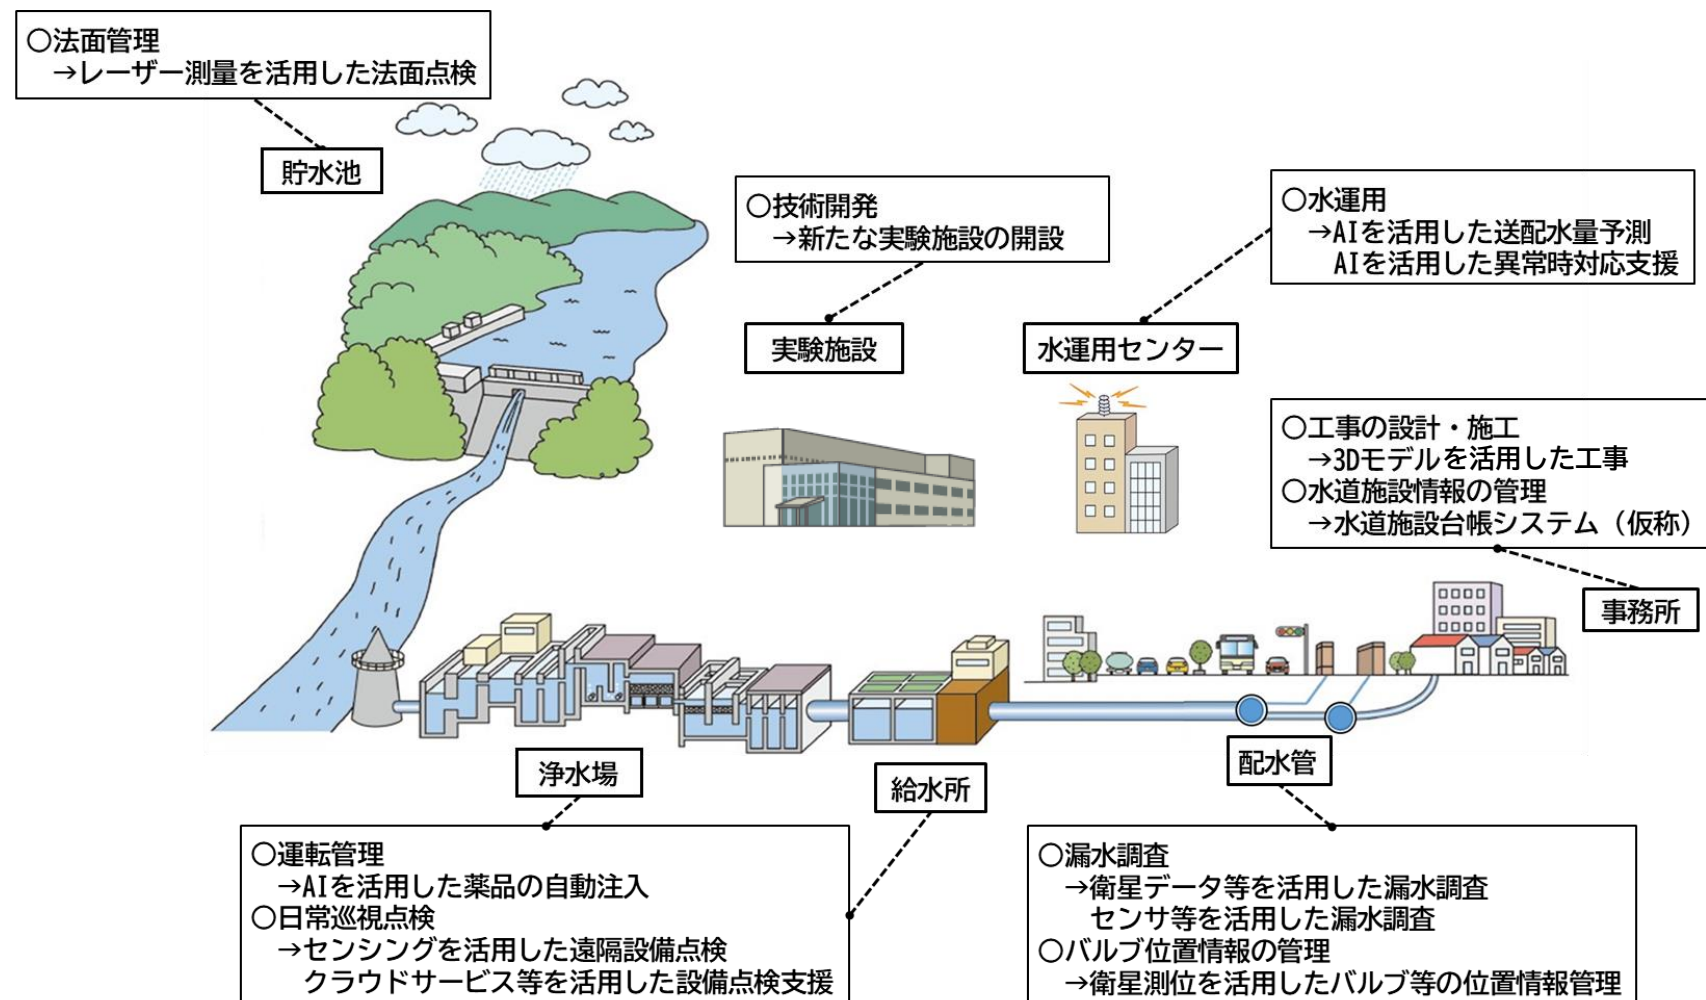 ○法面管理
→レーザー測量を活用した法面点検
貯水池
○技術開発
→新たな実験施設の開設
実験施設
○水運用
→AIを活用した送配水量予測
AIを活用した異常時対応支援
水運用センター
○工事の設計・施工
→3Dモデルを活用した工事
○水道施設情報の管理
→水道施設台帳システム（仮称）
事務所
浄水場
給水所
配水管
○運転管理
→AIを活用した薬品の自動注入
○日常巡視点検
→センシングを活用した遠隔設備点検
クラウドサービス等を活用した設備点検支援
○漏水調査
→衛星データ等を活用した漏水調査
センサ等を活用した漏水調査
○バルブ位置情報の管理
→衛星測位を活用したバルブ等の位置情報管理